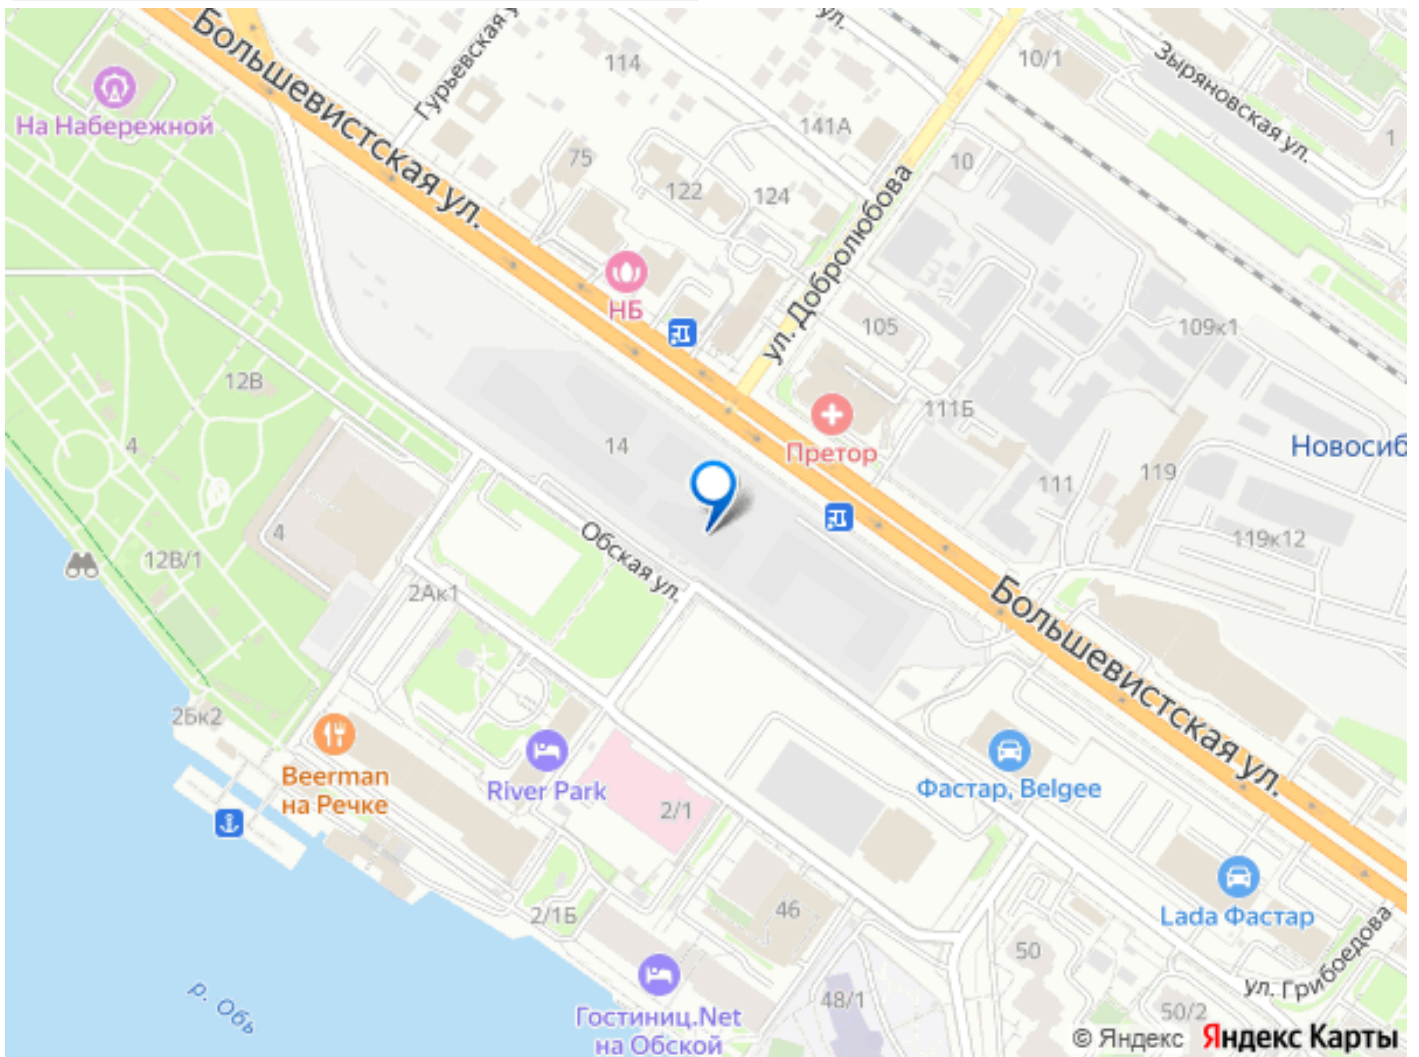 Большевистская ул.
Гурьевская у
ул.
10/1
Зыряновская ул.
114
1
На Набережной
141А
75
10
122
124
ул. Добролюбова
НБ
105
109к1
12В
111Б
4
14
Претор
Новосиб
119
111
4
Обская ул.
119к12
12В/1
2Ак1
Большевистская ул.
2Бк2
Beerman
на Речке
River Park
Фастар, Belgee
2/1
2/1Б
46
Lada Фастар
50
ул. Грибоедова
р. Обь
48/1
50/2
Гостиниц.Net
на Обской
© Яндекс Яндекс Карты